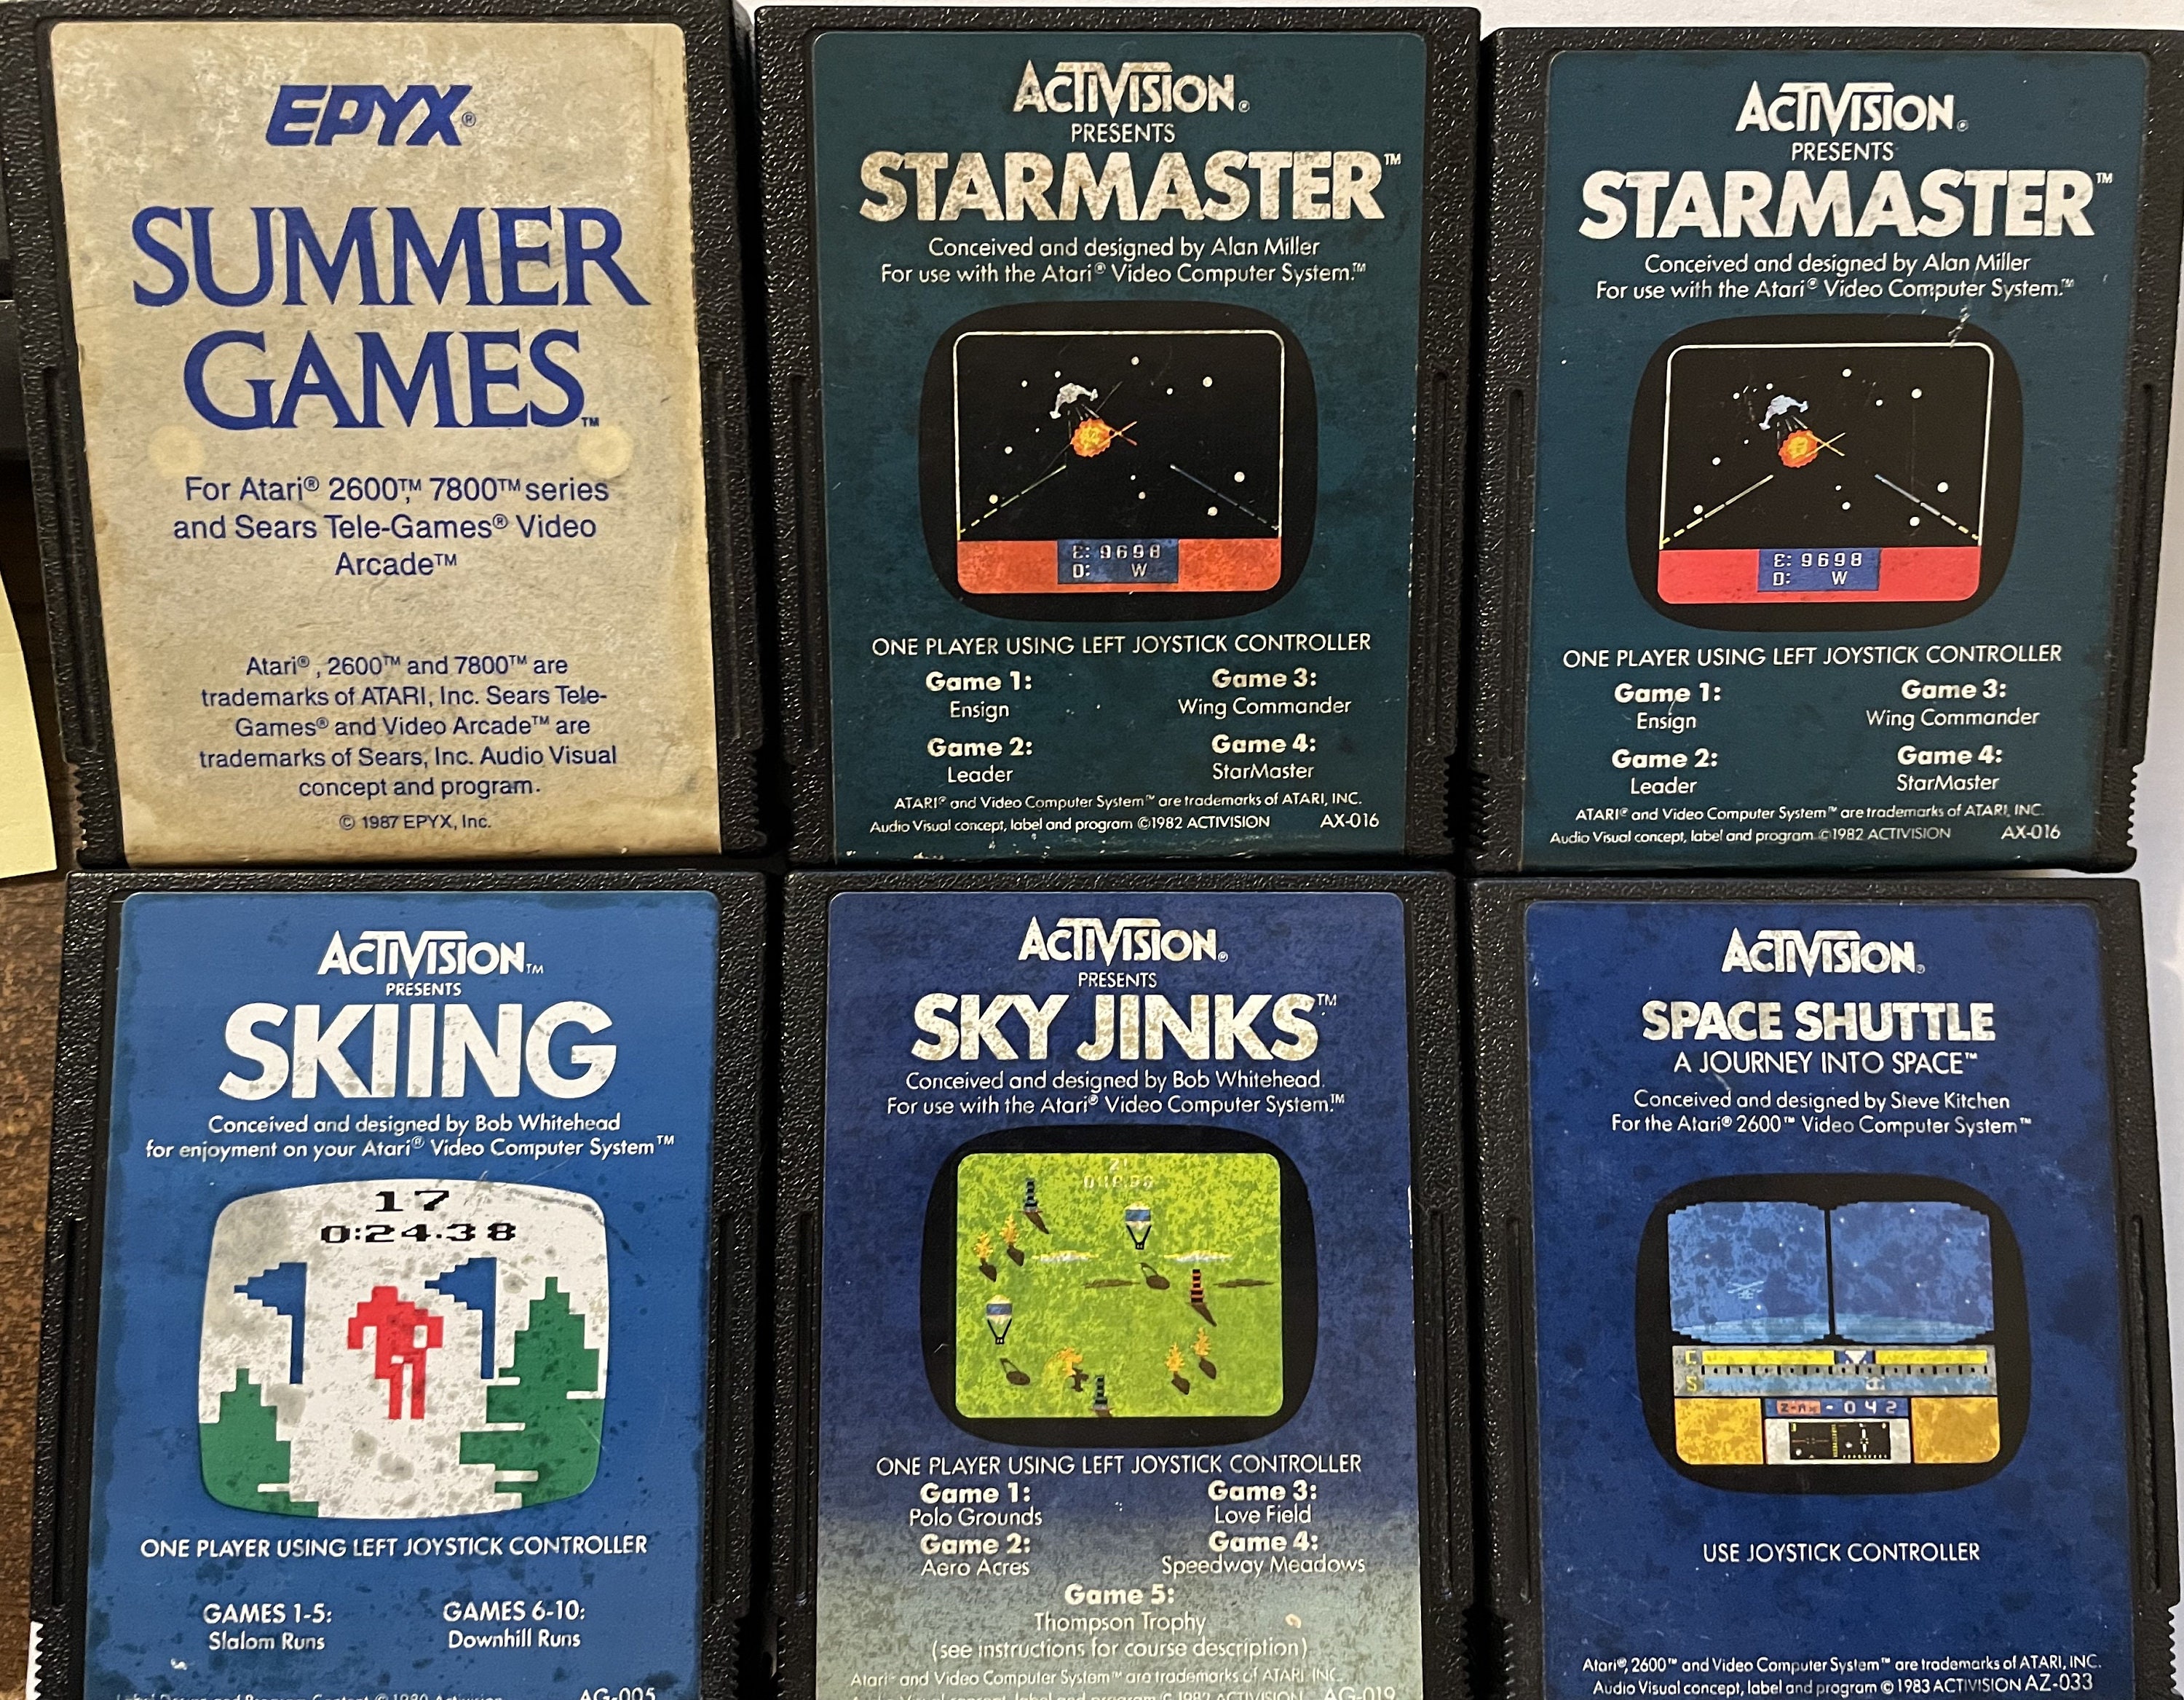 EPYX®
SUMMER
GAMES™
For Atari® 2600™, 7800™ series
and Sears Tele-Games® Video
Arcade™
Atari®, 2600™ and 7800™ are
trademarks of ATARI, Inc. Sears Tele-
Games® and Video Arcade™ are
trademarks of Sears, Inc. Audio Visual
concept and program.
© 1987 EPYX, Inc.
ACTIVISION®
PRESENTS
STARMASTER™
Conceived and designed by Alan Miller
For use with the Atari® Video Computer System.™
E: 9698
D: W
ONE PLAYER USING LEFT JOYSTICK CONTROLLER
Game 1:
Ensign
Game 3:
Wing Commander
Game 2:
Leader
Game 4:
StarMaster
ATARI® and Video Computer System™ are trademarks of ATARI, INC.
Audio Visual concept, label and program ©1982 ACTIVISION AX-016
ACTIVISION®
PRESENTS
STARMASTER™
Conceived and designed by Alan Miller
For use with the Atari® Video Computer System.™
E: 9698
D: W
ONE PLAYER USING LEFT JOYSTICK CONTROLLER
Game 1:
Ensign
Game 3:
Wing Commander
Game 2:
Leader
Game 4:
StarMaster
ATARI® and Video Computer System™ are trademarks of ATARI, INC.
Audio Visual concept, label and program ©1982 ACTIVISION AX-016
ACTIVISION™
PRESENTS
SKIING
Conceived and designed by Bob Whitehead
for enjoyment on your Atari® Video Computer System™
17
0:24.38
ONE PLAYER USING LEFT JOYSTICK CONTROLLER
GAMES 1-5:
Slalom Runs
GAMES 6-10:
Downhill Runs
AG-005
ACTIVISION®
PRESENTS
SKY JINKS™
Conceived and designed by Bob Whitehead.
For use with the Atari® Video Computer System.™
21
ONE PLAYER USING LEFT JOYSTICK CONTROLLER
Game 1:
Polo Grounds
Game 3:
Love Field
Game 2:
Aero Acres
Game 4:
Speedway Meadows
Game 5:
Thompson Trophy
(see instructions for course description)
Atari® and Video Computer System™ are trademarks of ATARI, INC.
Audio Visual concept, label and program © 1982 ACTIVISION AG-019
ACTIVISION®
SPACE SHUTTLE
A JOURNEY INTO SPACE™
Conceived and designed by Steve Kitchen
For the Atari® 2600™ Video Computer System™
C
S
-042
USE JOYSTICK CONTROLLER
Atari®, 2600™ and Video Computer System™ are trademarks of ATARI, INC.
Audio Visual concept, label and program © 1983 ACTIVISION AZ-033